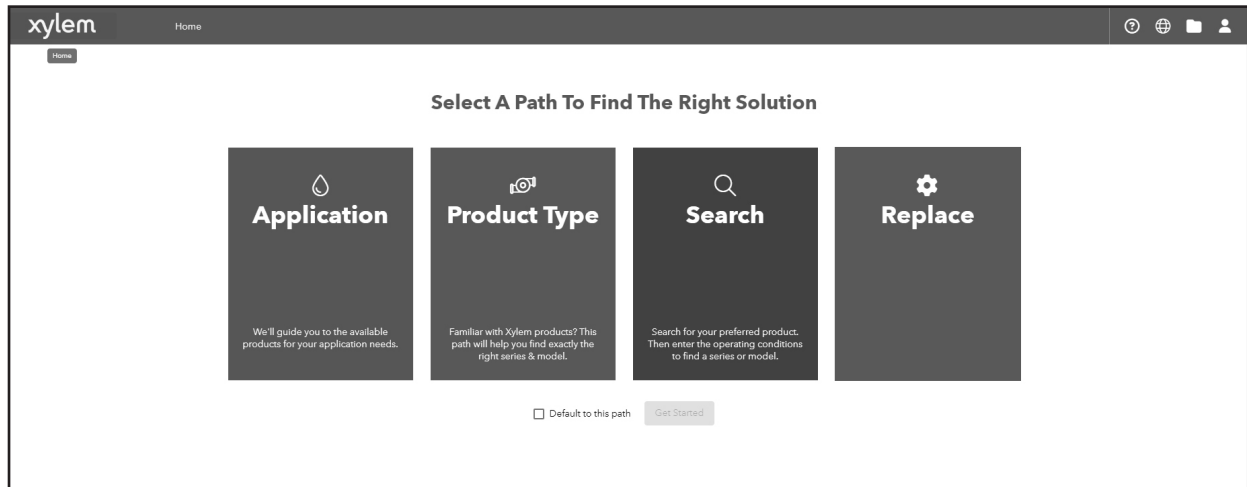 xylem
Home
Home
Select A Path To Find The Right Solution
Application
We'll guide you to the available
products for your application needs.
Product Type
Familiar with Xylem products? This
path will help you find exactly the
right series & model.
Search
Search for your preferred product.
Then enter the operating conditions
to find a series or model.
Replace
Default to this path
Get Started